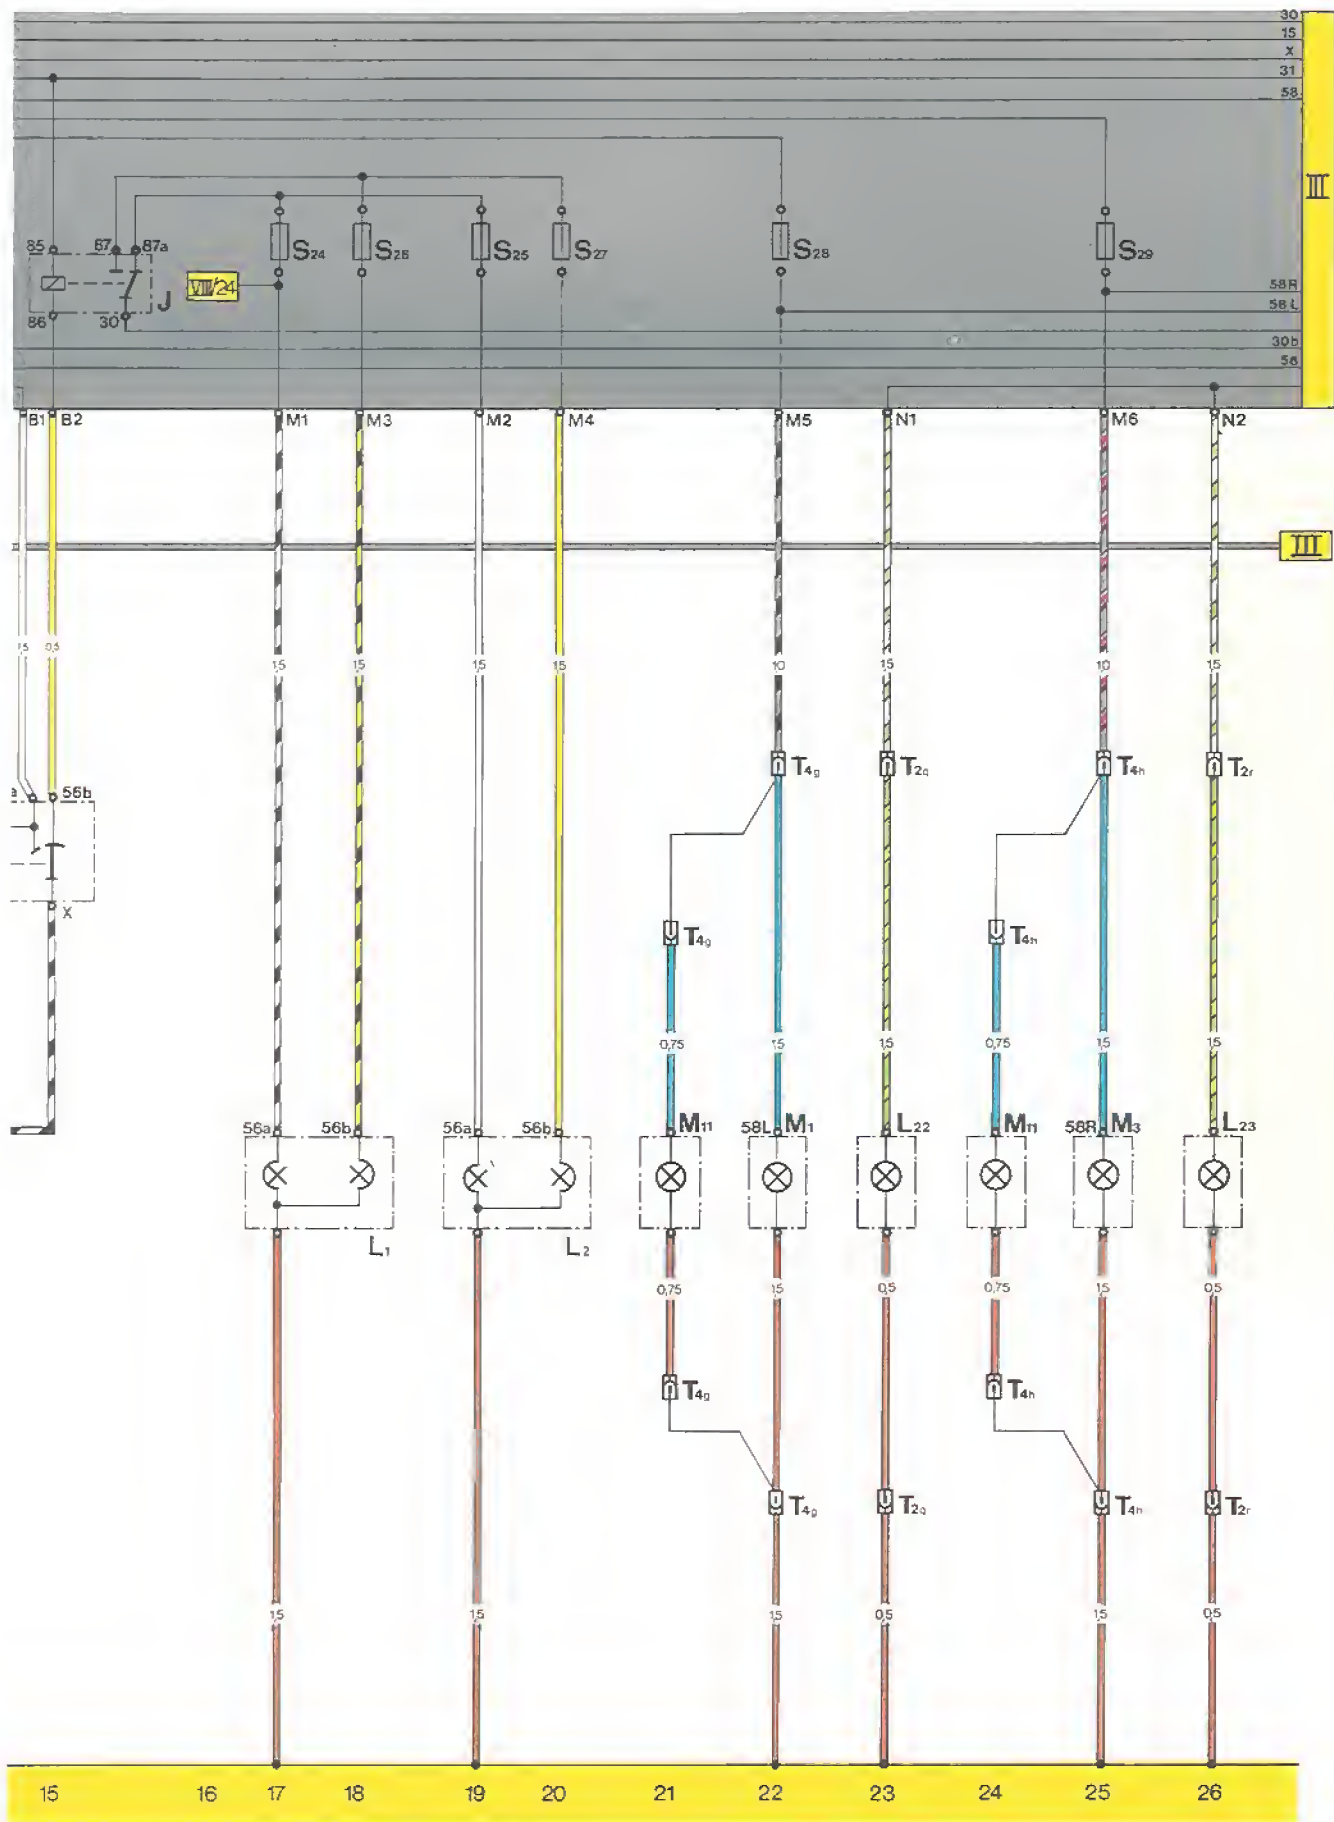 30
15
X
31
58
III
85 87 87a
S24 S26 S25 S27 S28 S29
VIII/24
J
58R
58L
86 30
30b
56
B1 B2 M1 M3 M2 M4 M5 N1 M6 N2
III
1,5 0,5
1,5 1,5 1,5 1,5 1,0 1,5 1,0 1,5
T4g T2q T4h T2r
a 56b
X
T4g T4h
0,75 1,5 1,5 0,75 1,5 1,5
56a 56b 56a 56b M11 58L M1 L22 M11 58R M3 L23
L1 L2
0,75 1,5 0,5 0,75 1,5 0,5
T4g T4h
T4g T2q T4h T2r
1,5 1,5 1,5 0,5 1,5 0,5
15 16 17 18 19 20 21 22 23 24 25 26